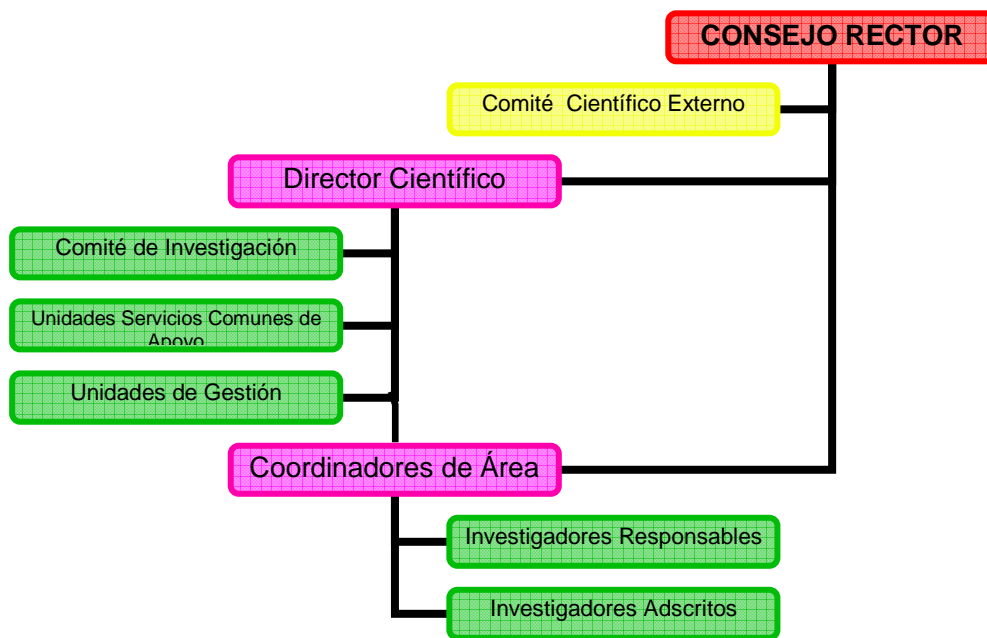 CONSEJO RECTOR
Comité Científico Externo
Director Científico
Comité de Investigación
Unidades Servicios Comunes de
Apoyo
Unidades de Gestión
Coordinadores de Área
Investigadores Responsables
Investigadores Adscritos